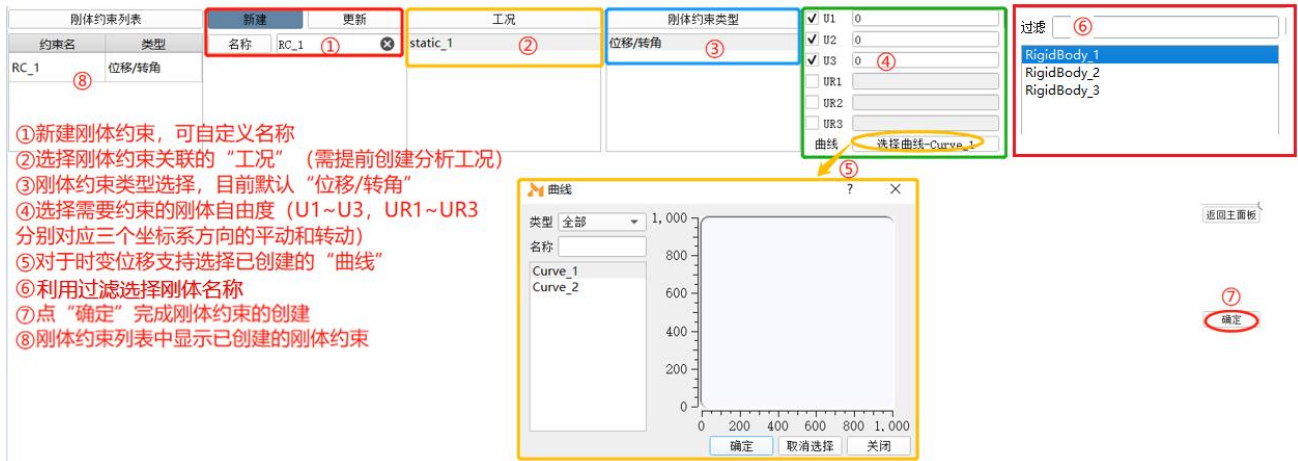 刚体约束列表
约束名 类型
RC_1 位移/转角
⑧
新建 更新
名称 RC_1 ①
工况
static_1 ②
刚体约束类型
位移/转角 ③
U1 0
U2 0
U3 0 ④
UR1
UR2
UR3
曲线 选择曲线-Curve_1
⑤
过滤 ⑥
RigidBody_1
RigidBody_2
RigidBody_3
①新建刚体约束，可自定义名称
②选择刚体约束关联的“工况”（需提前创建分析工况）
③刚体约束类型选择，目前默认“位移/转角”
④选择需要约束的刚体自由度（U1~U3，UR1~UR3
分别对应三个坐标系方向的平动和转动）
⑤对于时变位移支持选择已创建的“曲线”
⑥利用过滤选择刚体名称
⑦点“确定”完成刚体约束的创建
⑧刚体约束列表中显示已创建的刚体约束
曲线 ?
类型 全部
名称
Curve_1
Curve_2
1,000
800
600
400
200
0
0 200 400 600 800 1,000
确定 取消选择 关闭
返回主面板
⑦
确定